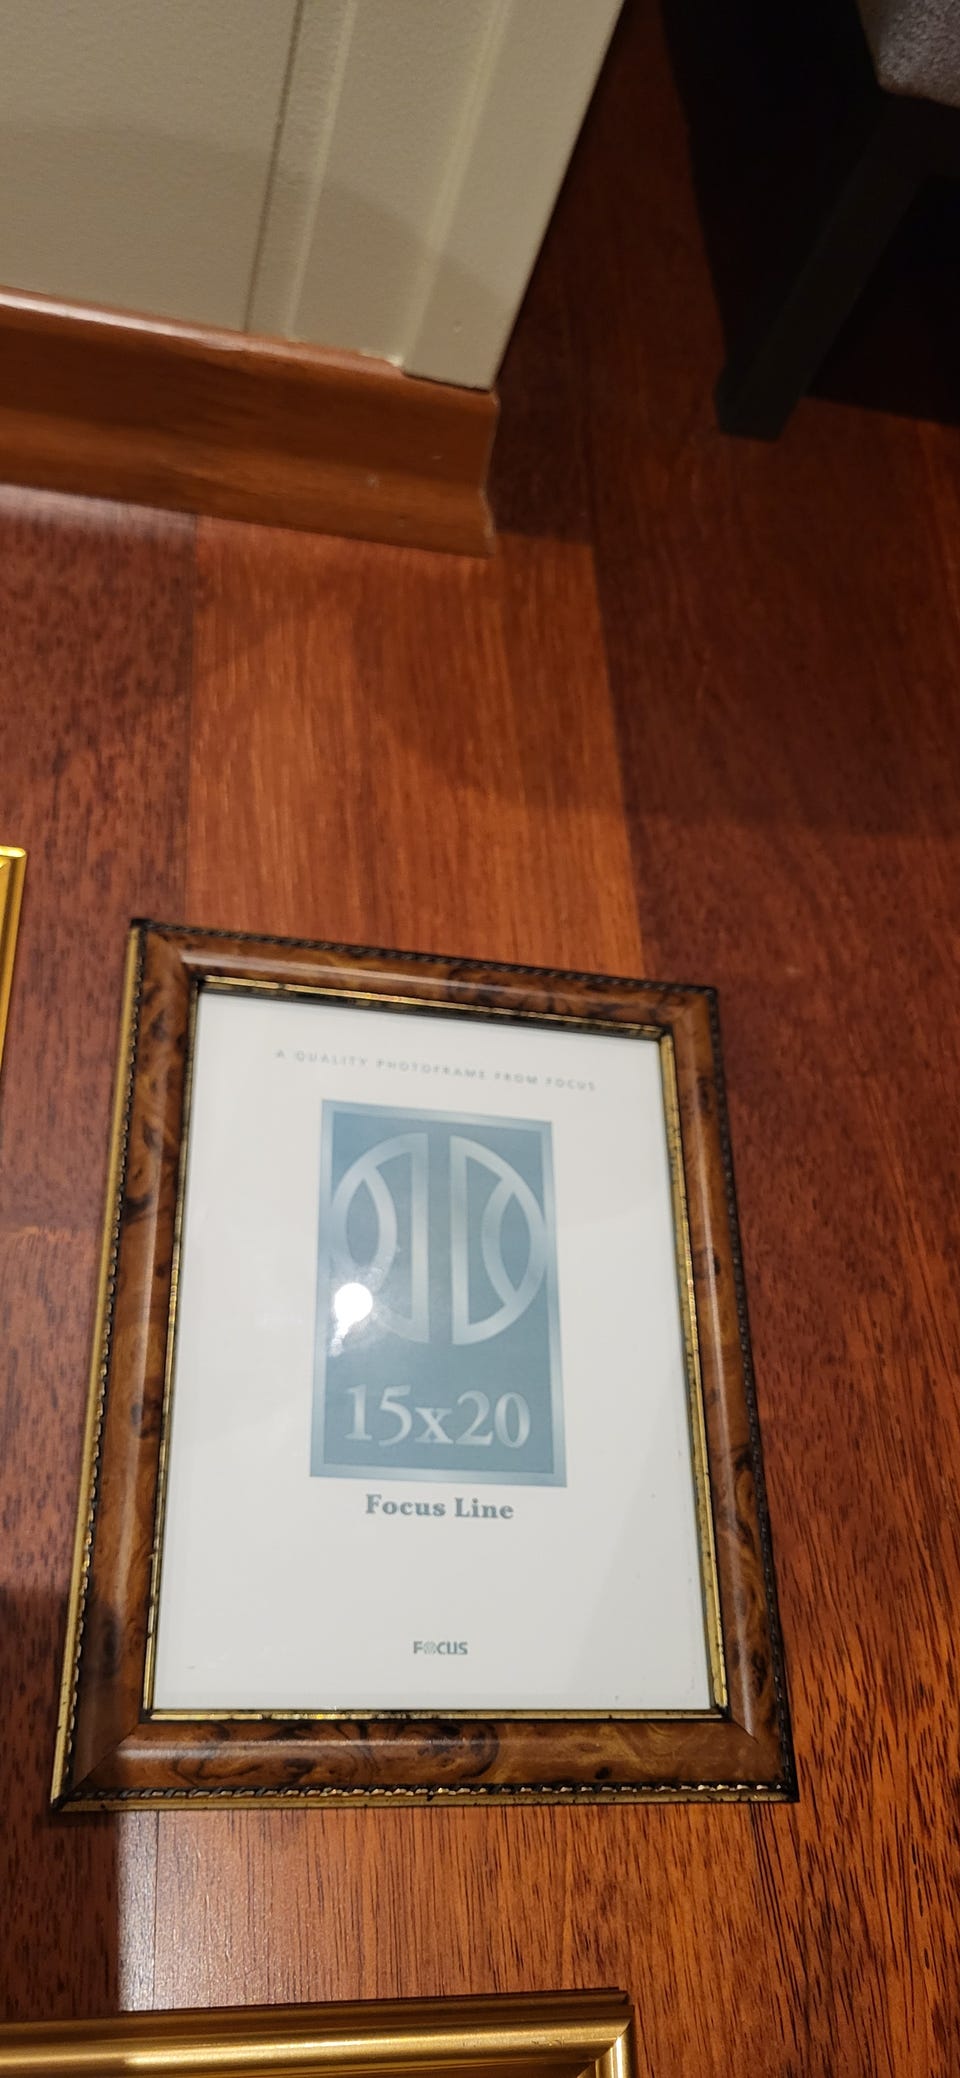 A QUALITY PHOTOFRAME FROM FOCUS
15x20
Focus Line
FOCUS